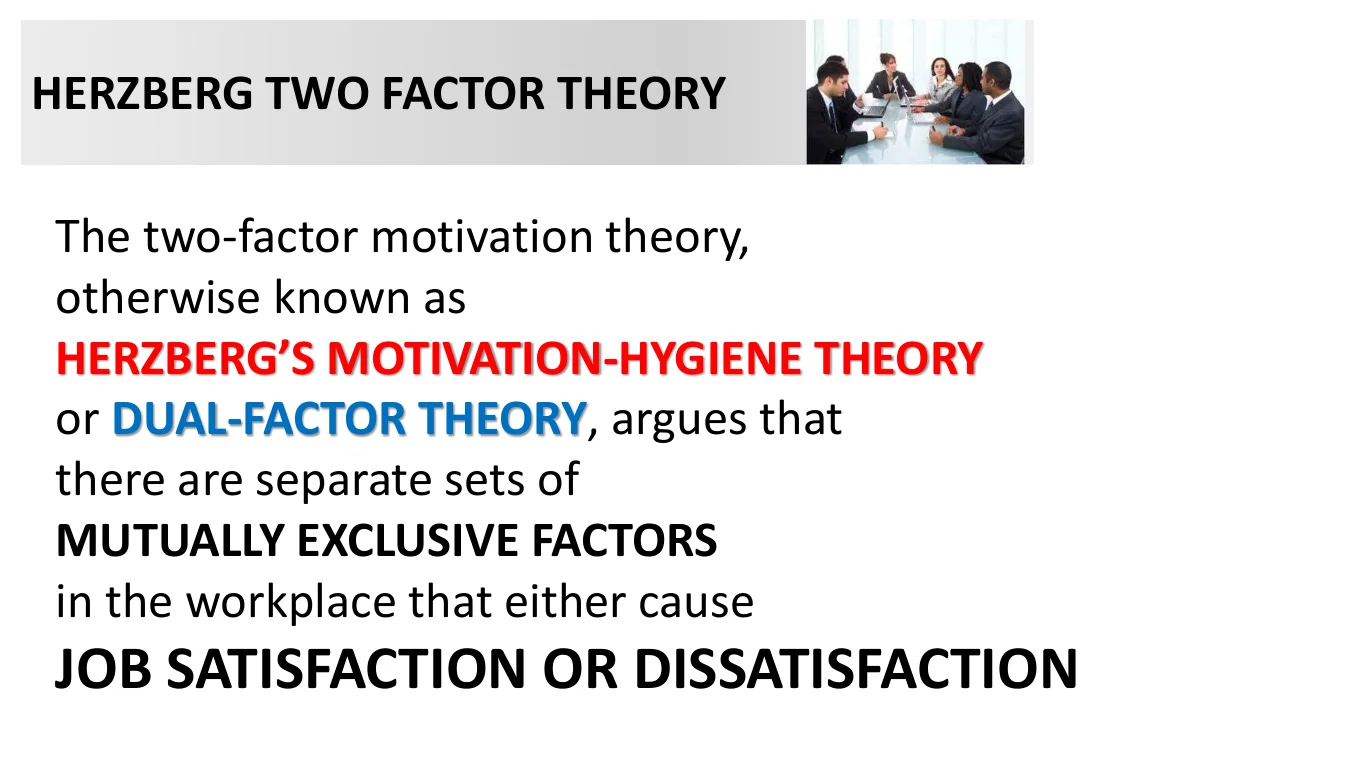 HERZBERG TWO FACTOR THEORY
The two-factor motivation theory,
otherwise known as
HERZBERG’S MOTIVATION-HYGIENE THEORY
or DUAL-FACTOR THEORY, argues that
there are separate sets of
MUTUALLY EXCLUSIVE FACTORS
in the workplace that either cause
JOB SATISFACTION OR DISSATISFACTION